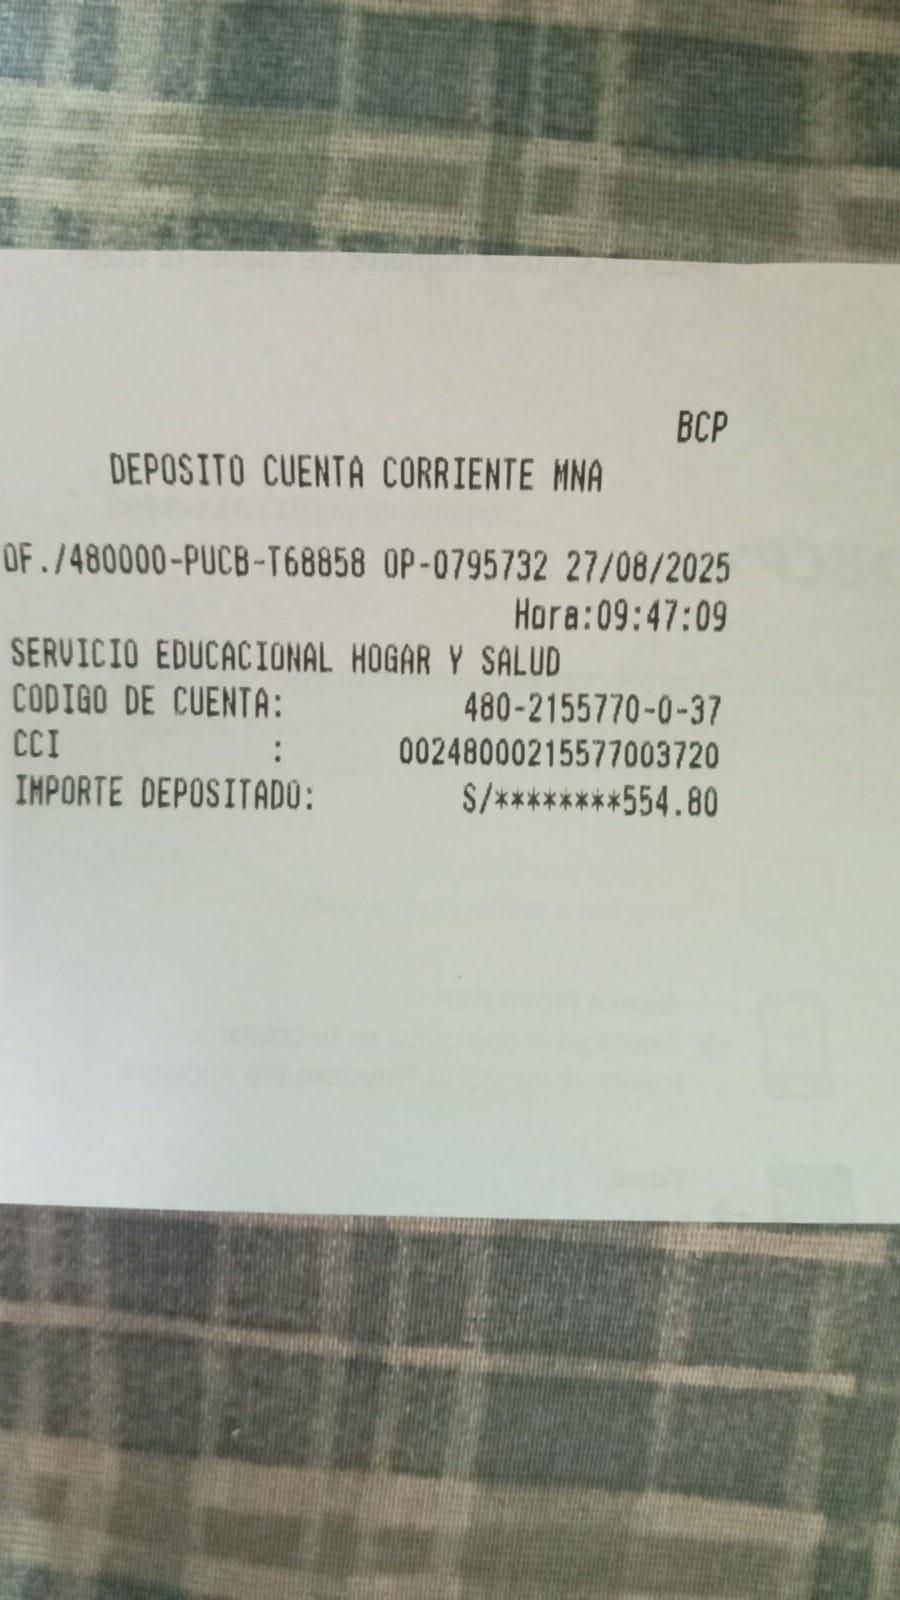 BCP
DEPOSITO CUENTA CORRIENTE MNA
OF./480000-PUCB-T68858 OP-0795732 27/08/2025
Hora:09:47:09
SERVICIO EDUCACIONAL HOGAR Y SALUD
CODIGO DE CUENTA: 480-2155770-0-37
CCI : 00248000215577003720
IMPORTE DEPOSITADO: S/********554.80